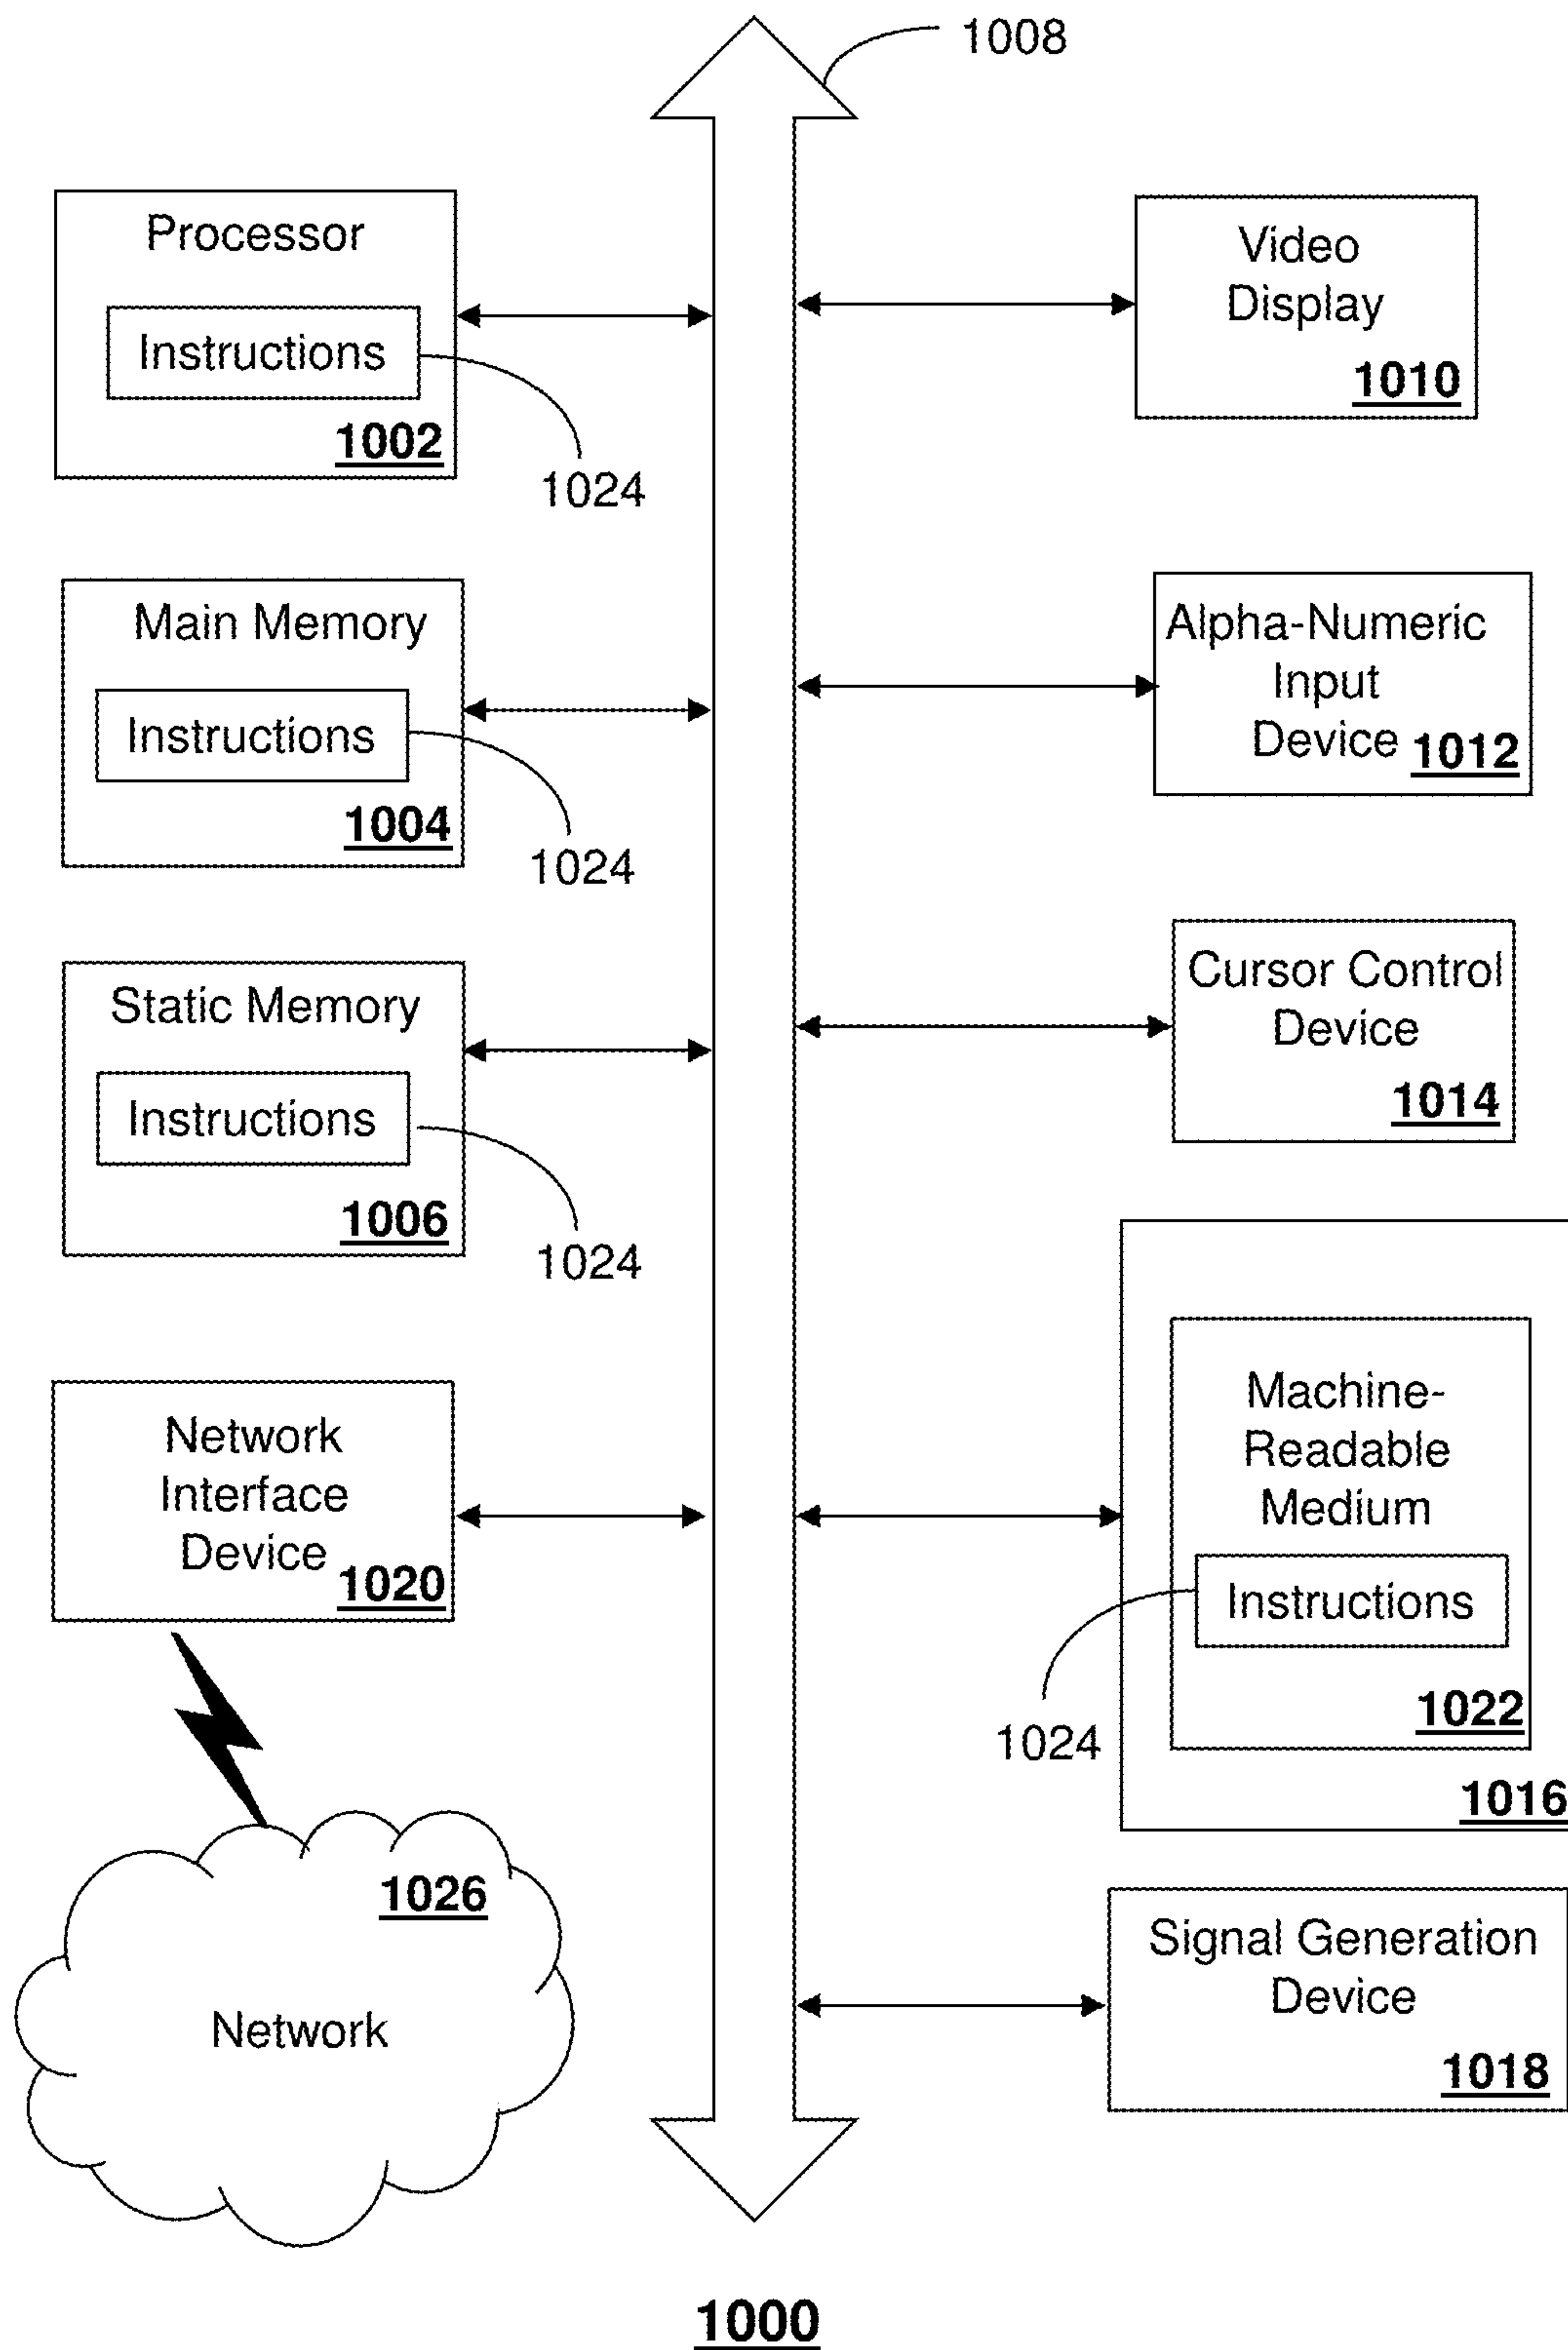 1008
Processor
Instructions
1002
1024
Video
Display
1010
Main Memory
Instructions
1004
1024
Alpha-Numeric
Input
Device 1012
Static Memory
Instructions
1006
1024
Cursor Control
Device
1014
Network
Interface
Device
1020
Machine-
Readable
Medium
Instructions
1022
1024
1016
1026
Network
Signal Generation
Device
1018
1000